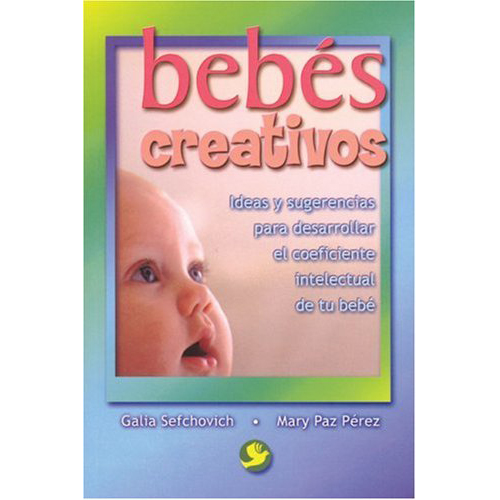 bebés
creativos
Ideas y sugerencias
para desarrollar
el coeficiente
intelectual
de tu bebé
Galia Sefchovich • Mary Paz Pérez